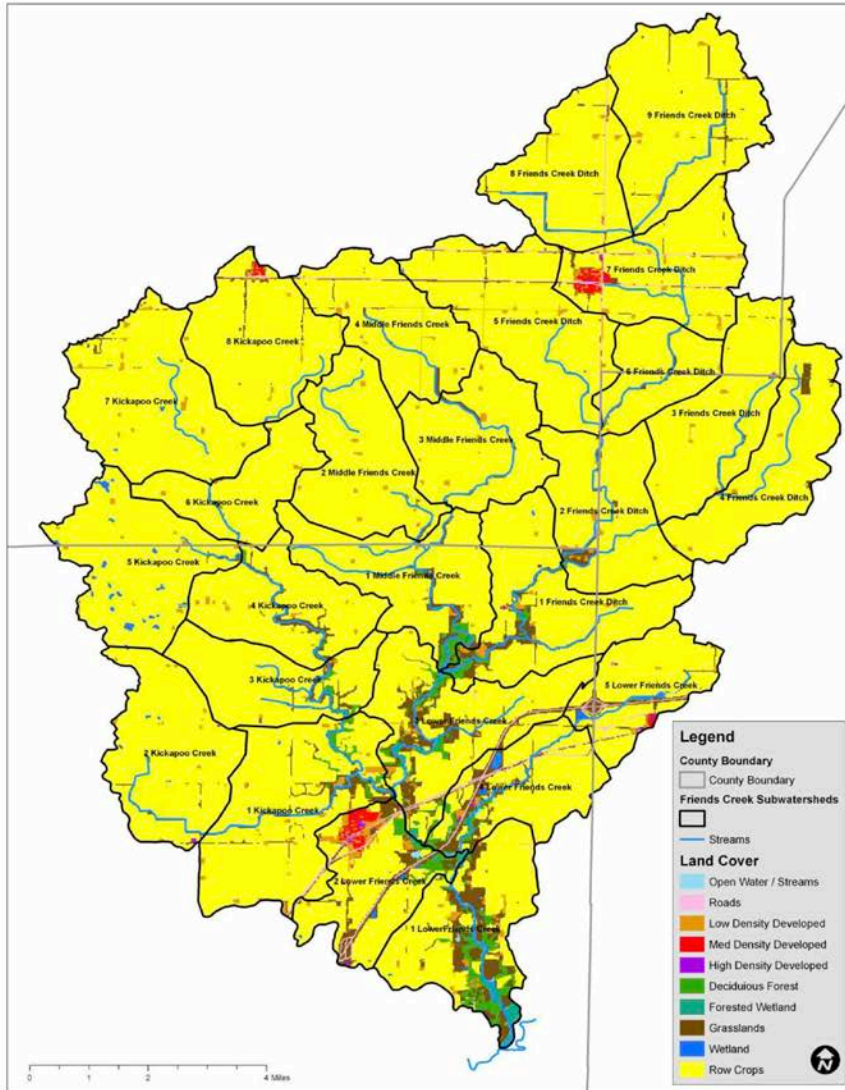 9 Friends Creek Ditch
8 Friends Creek Ditch
7 Friends Creek Ditch
4 Middle Friends Creek
5 Friends Creek Ditch
8 Kickapoo Creek
6 Friends Creek Ditch
7 Kickapoo Creek
3 Friends Creek Ditch
3 Middle Friends Creek
2 Middle Friends Creek
4 Friends Creek Ditch
6 Kickapoo Creek
2 Friends Creek Ditch
5 Kickapoo Creek
1 Middle Friends Creek
1 Friends Creek Ditch
4 Kickapoo Creek
3 Kickapoo Creek
5 Lower Friends Creek
3 Lower Friends Creek
2 Kickapoo Creek
4 Lower Friends Creek
1 Kickapoo Creek
2 Lower Friends Creek
1 LowerFriends Creek
Legend
County Boundary
County Boundary
Friends Creek Subwatersheds
Streams
Land Cover
Open Water / Streams
Roads
Low Density Developed
Med Density Developed
High Density Developed
Deciduious Forest
Forested Wetland
Grasslands
Wetland
Row Crops
N
0 1 2 4 Miles